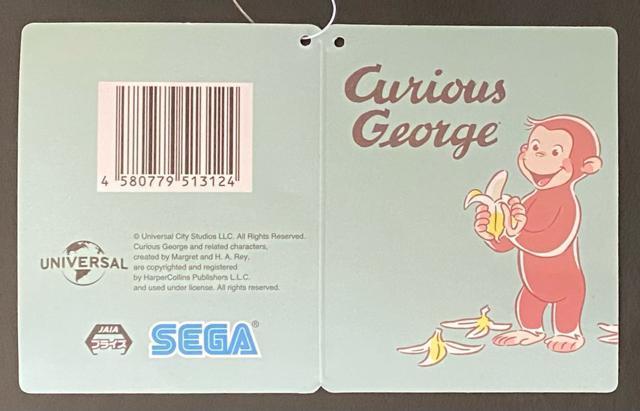 4 580779 513124
© Universal City Studios LLC. All Rights Reserved.
Curious George and related characters,
created by Margret and H. A. Rey,
are copyrighted and registered
by HarperCollins Publishers L.L.C.
and used under license. All rights reserved.
UNIVERSAL
JAIA
プライズ
SEGA®
Curious
George